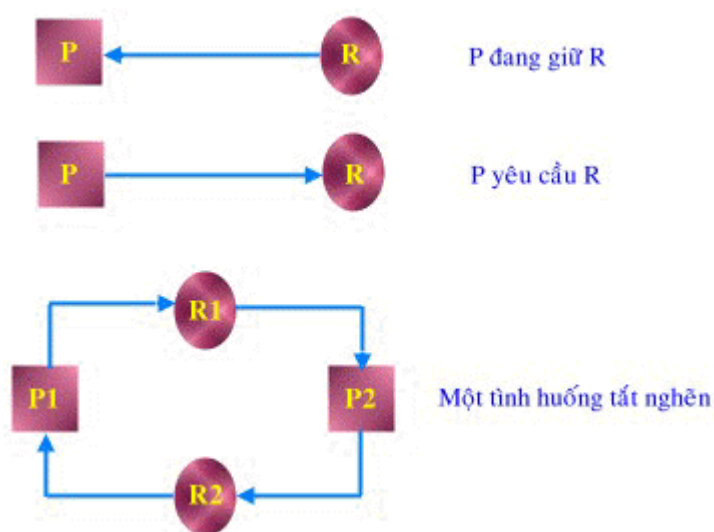 P
R
P đang giữ R
P
R
P yêu cầu R
R1
P1
P2
Một tình huống tắt nghẽn
R2